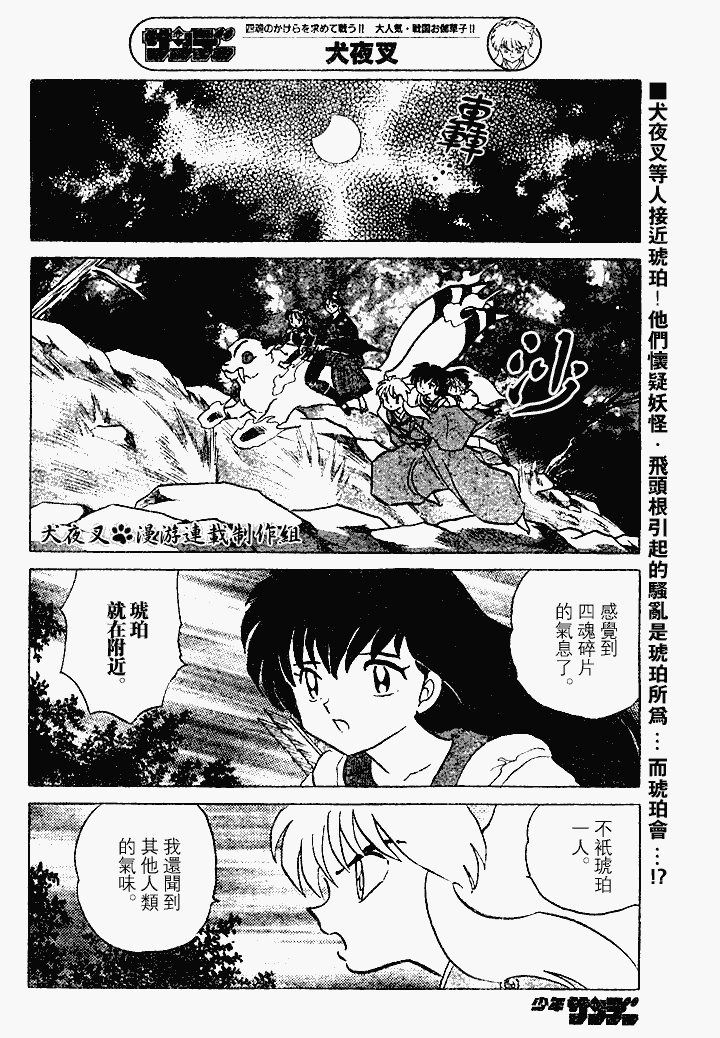 サンデー
四魂のかけらを求めて戦う!! 大人気・戦国お伽草子!!
犬夜叉
■犬夜叉等人接近琥珀！他們懷疑妖怪．飛頭根引起的騷亂是琥珀所爲…而琥珀會…!?
轟…
沙
犬夜叉 漫游連載制作組
感覺到
四魂碎片
的氣息了。
琥珀
就在附近。
不祇琥珀
一人。
我還聞到
其他人類
的氣味。
少年サンデー